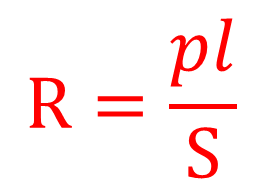 R = pl/S